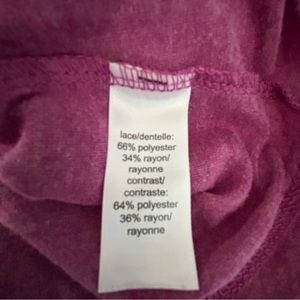 lace/dentelle:
66% polyester
34% rayon/
rayonne
contrast/
contraste:
64% polyester
36% rayon/
rayonne